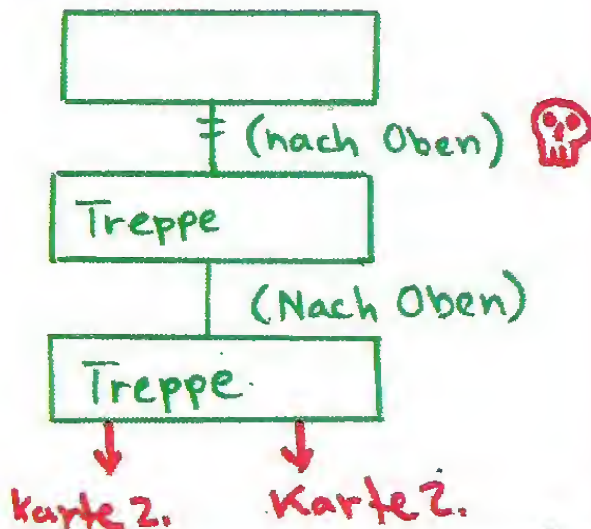 (nach Oben)
Treppe
(Nach Oben)
Treppe.
Karte 2. Karte 2.